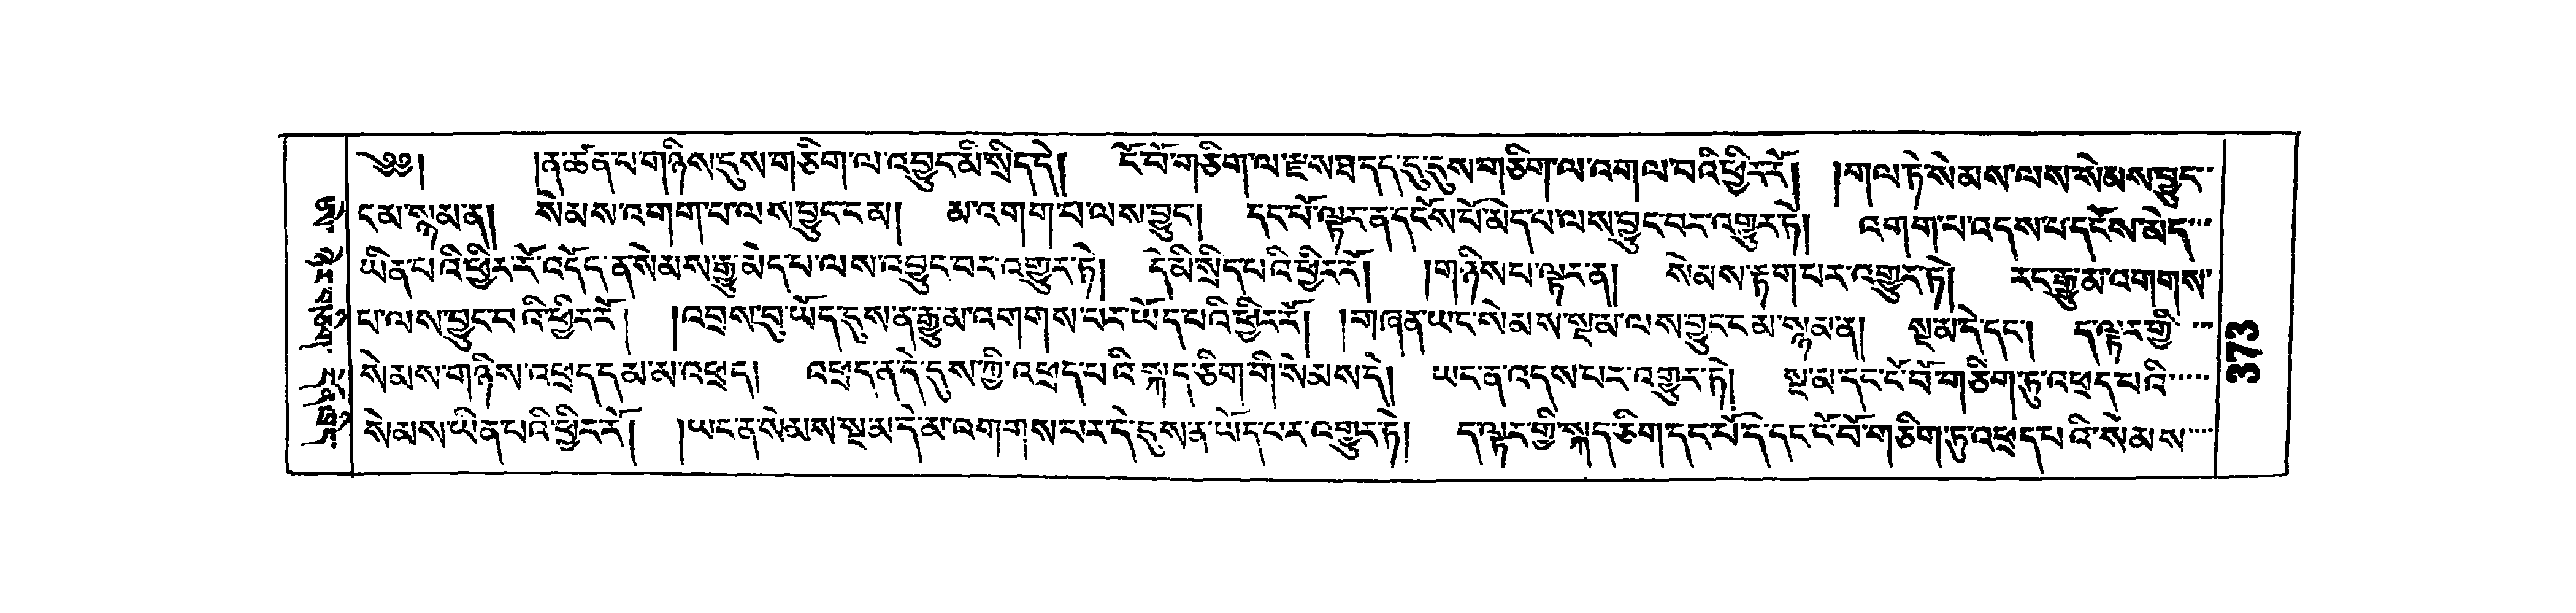 ༄༅། །ན་ཚོན་པ་གཉིས་དུས་གཅིག་ལ་འབྱུང་མི་སྲིད་དེ། ངོ་བོ་གཅིག་ལ་རྫས་ཐ་དད་དུ་དུས་གཅིག་ལ་འགལ་བའི་ཕྱིར་རོ། །གལ་ཏེ་སེམས་ལས་སེམས་བྱུང་
ངམ་སྙམ་ན། སེམས་འགག་པ་ལས་བྱུང་ངམ། མ་འགག་པ་ལས་བྱུང། དང་པོ་ལྟར་ན་དངོས་པོ་མེད་པ་ལས་བྱུང་བར་འགྱུར་ཏེ། འགག་པ་འདས་པ་དངོས་མེད་
ཡིན་པའི་ཕྱིར་རོ་འདོད་ན་སེམས་རྒྱུ་མེད་པ་ལས་འབྱུང་བར་འགྱུར་ཏེ། དེ་མི་སྲིད་པའི་ཕྱིར་རོ། །གཉིས་པ་ལྟར་ན། སེམས་རྟག་པར་འགྱུར་ཏེ། རང་རྒྱུ་མ་འགགས་
པ་ལས་བྱུང་བའི་ཕྱིར་རོ། །འབྲས་བུ་ཡོད་དུས་ན་རྒྱུ་མ་འགགས་པར་ཡོད་པའི་ཕྱིར་རོ། །གཞན་ཡང་སེམས་སྔ་མ་ལས་བྱུང་ངམ་སྙམ་ན། སྔ་མ་དེ་དང་། ད་ལྟར་གྱི་
སེམས་གཉིས་འཕྲད་དམ་མ་འཕྲད། འཕྲད་ན་དེ་དུས་ཀྱི་འཕྲད་པའི་སྐད་ཅིག་གི་སེམས་དེ། ཡང་ན་འདས་པར་འགྱུར་ཏེ། སྔ་མ་དང་ངོ་བོ་གཅིག་ཏུ་འཕྲད་པའི་
སེམས་ཡིན་པའི་ཕྱིར་རོ། །ཡང་ན་སེམས་སྔ་མ་དེ་མ་འགགས་པར་དེ་དུས་ན་ཡོད་པར་འགྱུར་ཏེ། ད་ལྟར་གྱི་སྐད་ཅིག་དང་པོ་དེ་དང་ངོ་བོ་གཅིག་ཏུ་འཕྲད་པའི་སེམས་
༣༧༣